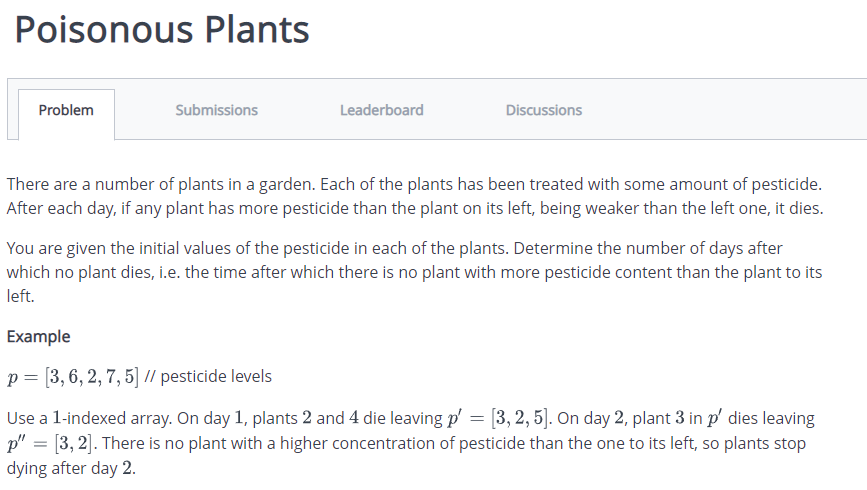 Poisonous Plants
Problem Submissions Leaderboard Discussions
There are a number of plants in a garden. Each of the plants has been treated with some amount of pesticide.
After each day, if any plant has more pesticide than the plant on its left, being weaker than the left one, it dies.
You are given the initial values of the pesticide in each of the plants. Determine the number of days after
which no plant dies, i.e. the time after which there is no plant with more pesticide content than the plant to its
left.
Example
p = [3, 6, 2, 7, 5] // pesticide levels
Use a 1-indexed array. On day 1, plants 2 and 4 die leaving p′ = [3, 2, 5]. On day 2, plant 3 in p′ dies leaving
p″ = [3, 2]. There is no plant with a higher concentration of pesticide than the one to its left, so plants stop
dying after day 2.